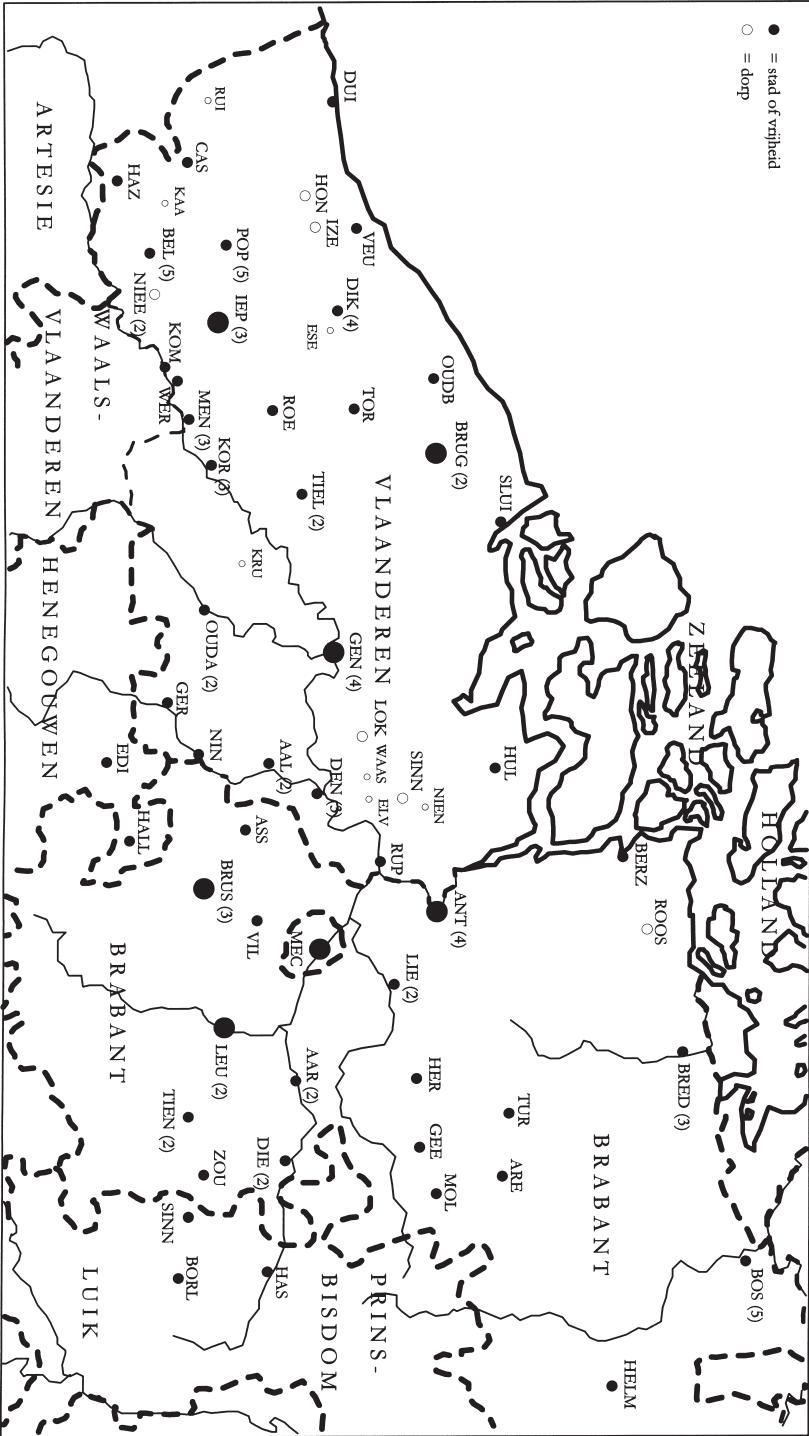 ● = stad of vrijheid
○ = dorp
HOLLAND
ZEELAND
BOS (5)
BRED (3)
ROOS
BERZ
HELM
BRABANT
SLUI
HUL
TUR
ARE
OUDB
BRUG (2)
NIEN
SINN
ANT (4)
HER
GEE
MOL
DUI
VEU
DIK (4)
TOR
VLAANDEREN
LOK
WAAS
ELV
RUP
LIE (2)
PRINS-
BISDOM
HON
IZE
ESE
GEN (4)
DEN (3)
MEC
AAR (2)
DIE (2)
HAS
ROE
TIEL (2)
KRU
AAL (2)
ASS
VIL
RUI
POP (5)
IEP (3)
CAS
KOR (3)
OUDA (2)
NIN
BRUS (3)
LEU (2)
TIEN (2)
ZOU
SINN
BORL
KAA
BEL (5)
NIEE (2)
KOM
WER
MEN (3)
GER
HAZ
EDI
HALL
BRABANT
LUIK
ARTESIE
WAALS-
VLAANDEREN
HENEGOUWEN